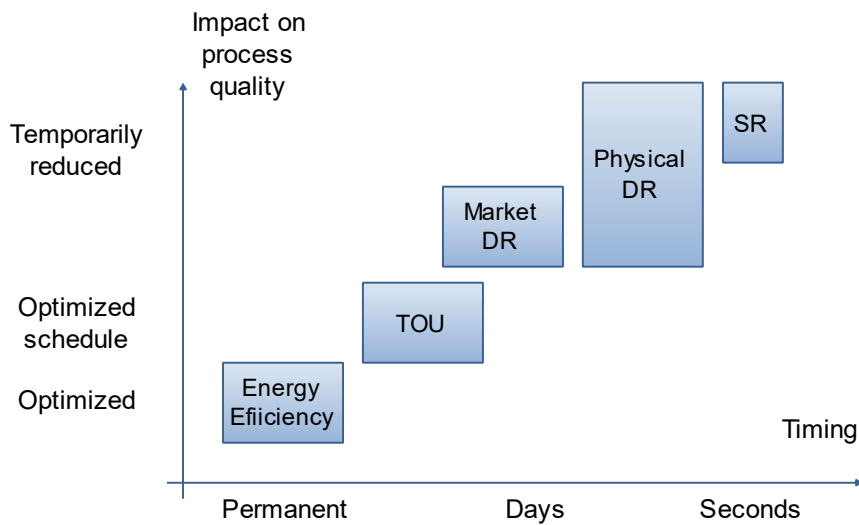 Impact on
process
quality
Temporarily
reduced
SR
Physical
DR
Market
DR
Optimized
schedule
TOU
Optimized
Energy
Efiiciency
Timing
Permanent
Days
Seconds